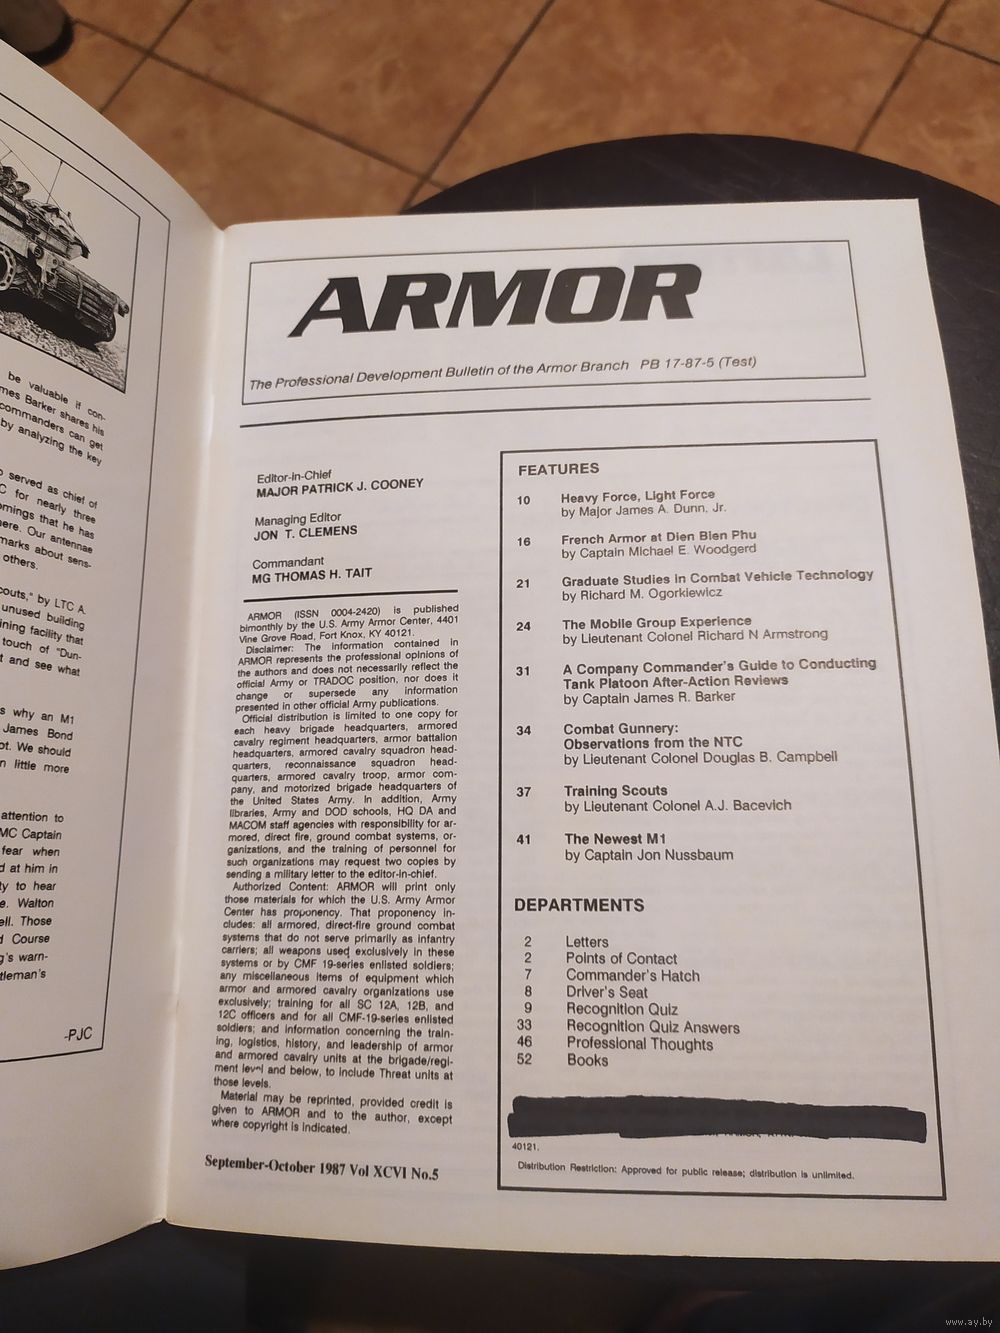 be valuable if con-
mes Barker shares his
commanders can get
by analyzing the key
served as chief of
C for nearly three
omings that he has
ere. Our antennae
marks about sens-
others.
couts," by LTC A.
unused building
ining facility that
touch of "Dun-
t and see what
s why an M1
James Bond
ot. We should
n little more
attention to
MC Captain
fear when
d at him in
ty to hear
e. Walton
ell. Those
d Course
g's warn-
tleman's
-PJC
ARMOR
The Professional Development Bulletin of the Armor Branch PB 17-87-5 (Test)
Editor-in-Chief
MAJOR PATRICK J. COONEY
Managing Editor
JON T. CLEMENS
Commandant
MG THOMAS H. TAIT
ARMOR (ISSN 0004-2420) is published
bimonthly by the U.S. Army Armor Center, 4401
Vine Grove Road, Fort Knox, KY 40121.
Disclaimer: The information contained in
ARMOR represents the professional opinions of
the authors and does not necessarily reflect the
official Army or TRADOC position, nor does it
change or supersede any information
presented in other official Army publications.
Official distribution is limited to one copy for
each heavy brigade headquarters, armored
cavalry regiment headquarters, armor battalion
headquarters, armored cavalry squadron head-
quarters, reconnaissance squadron head-
quarters, armored cavalry troop, armor com-
pany, and motorized brigade headquarters of
the United States Army. In addition, Army
libraries, Army and DOD schools, HQ DA and
MACOM staff agencies with responsibility for ar-
mored, direct fire, ground combat systems, or-
ganizations, and the training of personnel for
such organizations may request two copies by
sending a military letter to the editor-in-chief.
Authorized Content: ARMOR will print only
those materials for which the U.S. Army Armor
Center has proponency. That proponency in-
cludes: all armored, direct-fire ground combat
systems that do not serve primarily as infantry
carriers; all weapons used exclusively in these
systems or by CMF 19-series enlisted soldiers;
any miscellaneous items of equipment which
armor and armored cavalry organizations use
exclusively; training for all SC 12A, 12B, and
12C officers and for all CMF-19-series enlisted
soldiers; and information concerning the train-
ing, logistics, history, and leadership of armor
and armored cavalry units at the brigade/regi-
ment level and below, to include Threat units at
those levels.
Material may be reprinted, provided credit is
given to ARMOR and to the author, except
where copyright is indicated.
September-October 1987 Vol XCVI No.5
FEATURES
10 Heavy Force, Light Force
by Major James A. Dunn, Jr.
16 French Armor at Dien Bien Phu
by Captain Michael E. Woodgerd
21 Graduate Studies in Combat Vehicle Technology
by Richard M. Ogorkiewicz
24 The Mobile Group Experience
by Lieutenant Colonel Richard N Armstrong
31 A Company Commander's Guide to Conducting
Tank Platoon After-Action Reviews
by Captain James R. Barker
34 Combat Gunnery:
Observations from the NTC
by Lieutenant Colonel Douglas B. Campbell
37 Training Scouts
by Lieutenant Colonel A.J. Bacevich
41 The Newest M1
by Captain Jon Nussbaum
DEPARTMENTS
2 Letters
2 Points of Contact
7 Commander's Hatch
8 Driver's Seat
9 Recognition Quiz
33 Recognition Quiz Answers
46 Professional Thoughts
52 Books
40121.
Distribution Restriction: Approved for public release; distribution is unlimited.
www.ay.by